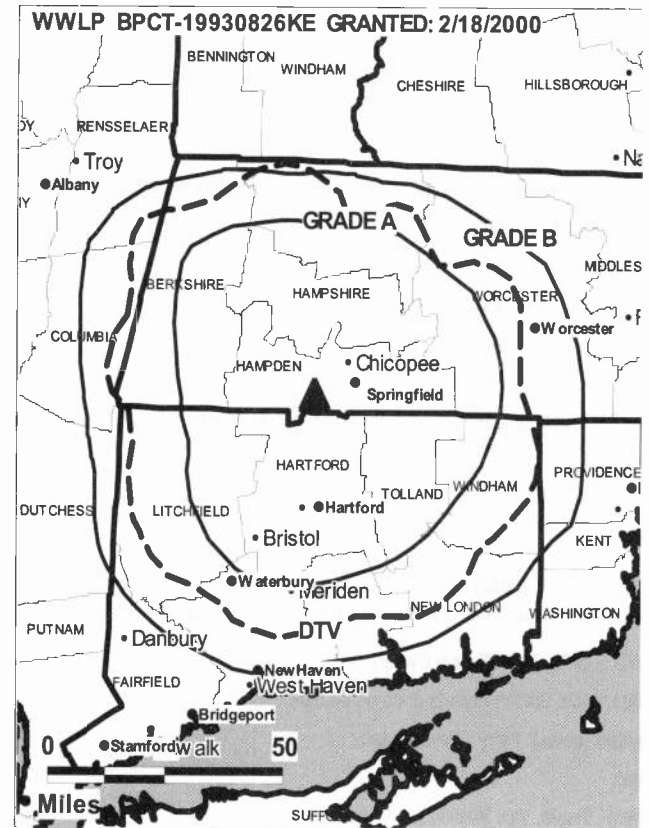 WWLP BPCT-19930826KE GRANTED: 2/18/2000
BENNINGTON
WINDHAM
CHESHIRE
HILLSBOROUGH
RENSSELAER
Troy
Albany
GRADE A
GRADE B
MIDDLES
BERKSHIRE
HAMPSHIRE
WORCESTER
Worcester
COLUMBIA
HAMPDEN
Chicopee
Springfield
HARTFORD
PROVIDENCE
TOLLAND
WINDHAM
DUTCHESS
LITCHFIELD
Hartford
KENT
Bristol
Waterbury
Meriden
NEW LONDON
WASHINGTON
PUTNAM
Danbury
DTV
FAIRFIELD
New Haven
West Haven
Bridgeport
0
50
Stamford
walk
Miles
SUFF